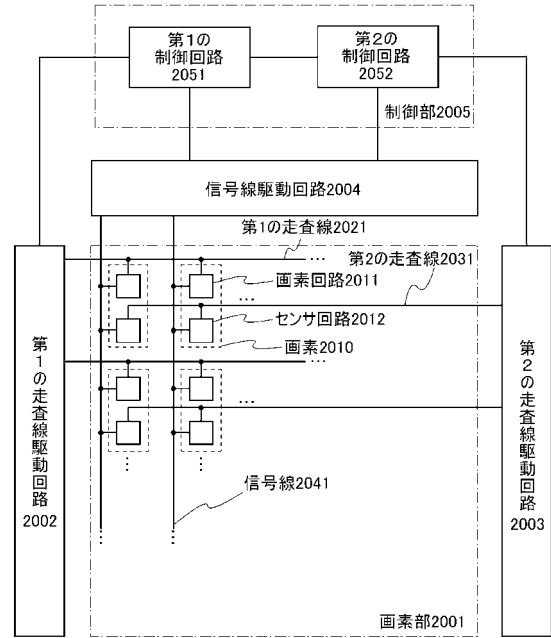 第1の
制御回路
2051
第2の
制御回路
2052
制御部2005
信号線駆動回路2004
第1の走査線2021
第2の走査線2031
画素回路2011
センサ回路2012
画素2010
第1の走査線駆動回路
2002
第2の走査線駆動回路
2003
信号線2041
画素部2001